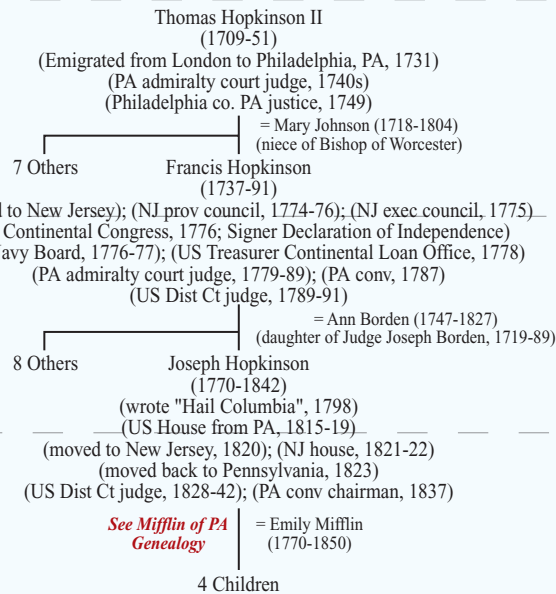 Thomas Hopkinson II
(1709-51)
(Emigrated from London to Philadelphia, PA, 1731)
(PA admiralty court judge, 1740s)
(Philadelphia co. PA justice, 1749)
= Mary Johnson (1718-1804)
(niece of Bishop of Worcester)
7 Others
Francis Hopkinson
(1737-91)
to New Jersey); (NJ prov council, 1774-76); (NJ exec council, 1775)
Continental Congress, 1776; Signer Declaration of Independence)
Board, 1776-77); (US Treasurer Continental Loan Office, 1778)
(PA admiralty court judge, 1779-89); (PA conv, 1787)
(US Dist Ct judge, 1789-91)
= Ann Borden (1747-1827)
(daughter of Judge Joseph Borden, 1719-89)
8 Others
Joseph Hopkinson
(1770-1842)
(wrote "Hail Columbia", 1798)
(US House from PA, 1815-19)
(moved to New Jersey, 1820); (NJ house, 1821-22)
(moved back to Pennsylvania, 1823)
(US Dist Ct judge, 1828-42); (PA conv chairman, 1837)
See Mifflin of PA
Genealogy
= Emily Mifflin
(1770-1850)
4 Children